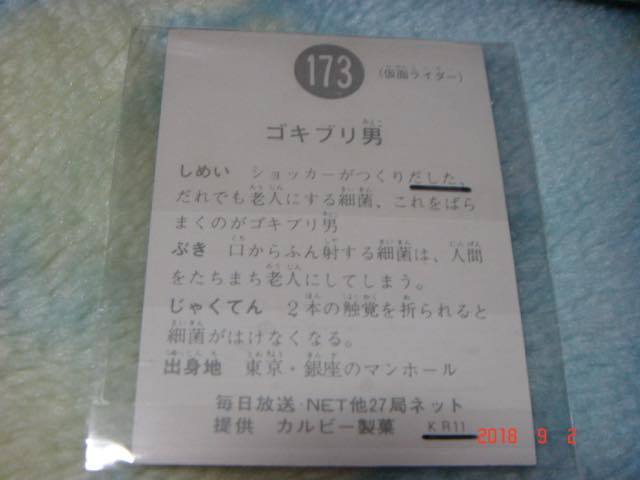 173
(仮面ライダー)
ゴキブリ男
しめい ショッカーがつくりだした、
だれでも老人にする細菌、これをばら
まくのがゴキブリ男
ぶき 口からふん射する細菌は、人間
をたちまち老人にしてしまう。
じゃくてん 2本の触覚を折られると
細菌がはけなくなる。
出身地 東京・銀座のマンホール
毎日放送・NET他27局ネット
提供 カルビー製菓 KR11
2018 9 2